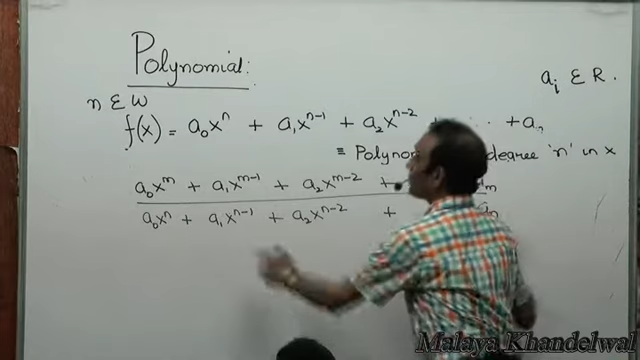 Polynomial:
aᵢ ∈ R.
n ∈ W
f(x) = a₀xⁿ + a₁xⁿ⁻¹ + a₂xⁿ⁻² + · · + aₙ
≡ degree 'n' in x
a₀xᵐ + a₁xᵐ⁻¹ + a₂xᵐ⁻² +
a₀xⁿ + a₁xⁿ⁻¹ + a₂xⁿ⁻² +
Malaya Khandelwal